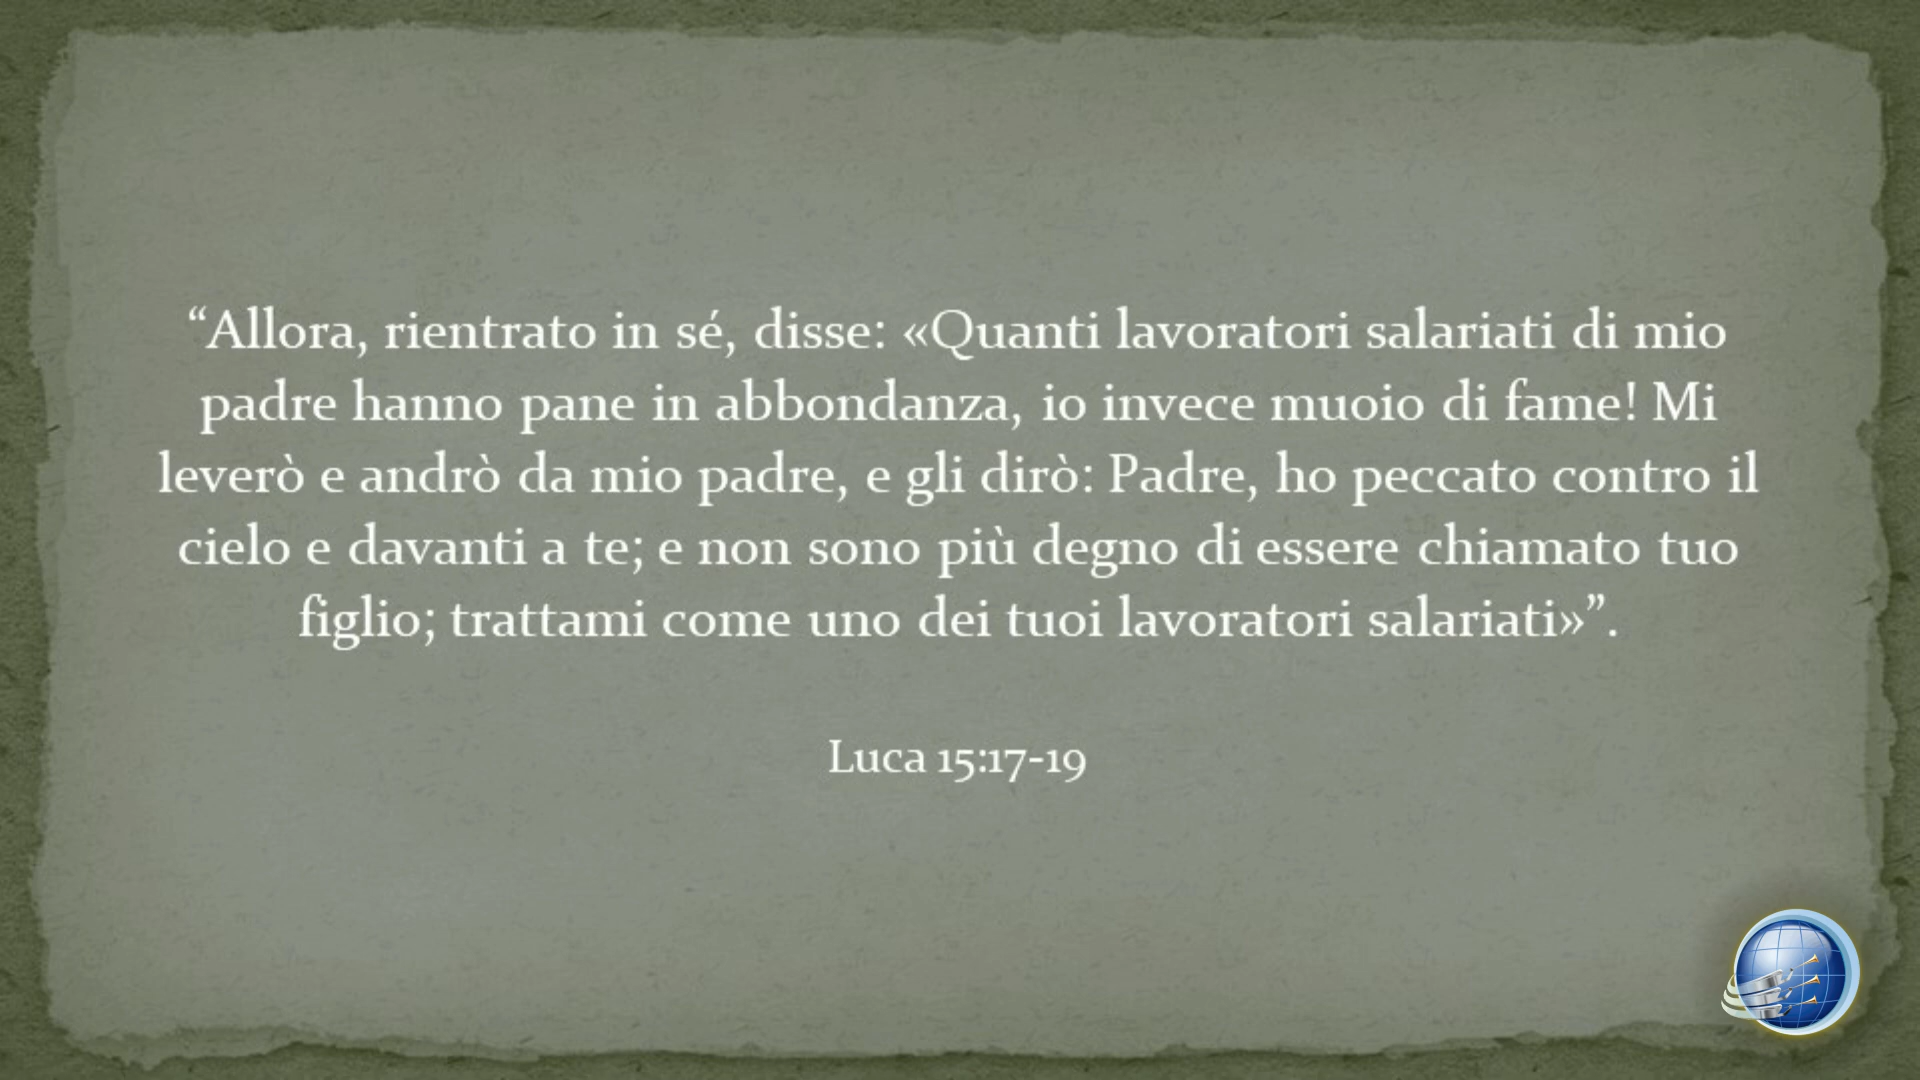 “Allora, rientrato in sé, disse: «Quanti lavoratori salariati di mio
padre hanno pane in abbondanza, io invece muoio di fame! Mi
leverò e andrò da mio padre, e gli dirò: Padre, ho peccato contro il
cielo e davanti a te; e non sono più degno di essere chiamato tuo
figlio; trattami come uno dei tuoi lavoratori salariati»”.
Luca 15:17-19